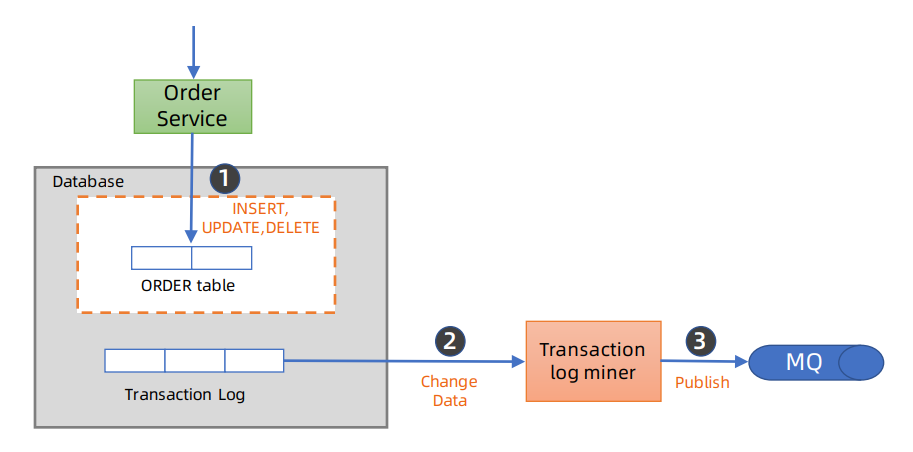 Order
Service
1
Database
INSERT,
UPDATE,DELETE
ORDER table
2
3
Transaction
log miner
MQ
Change
Data
Publish
Transaction Log